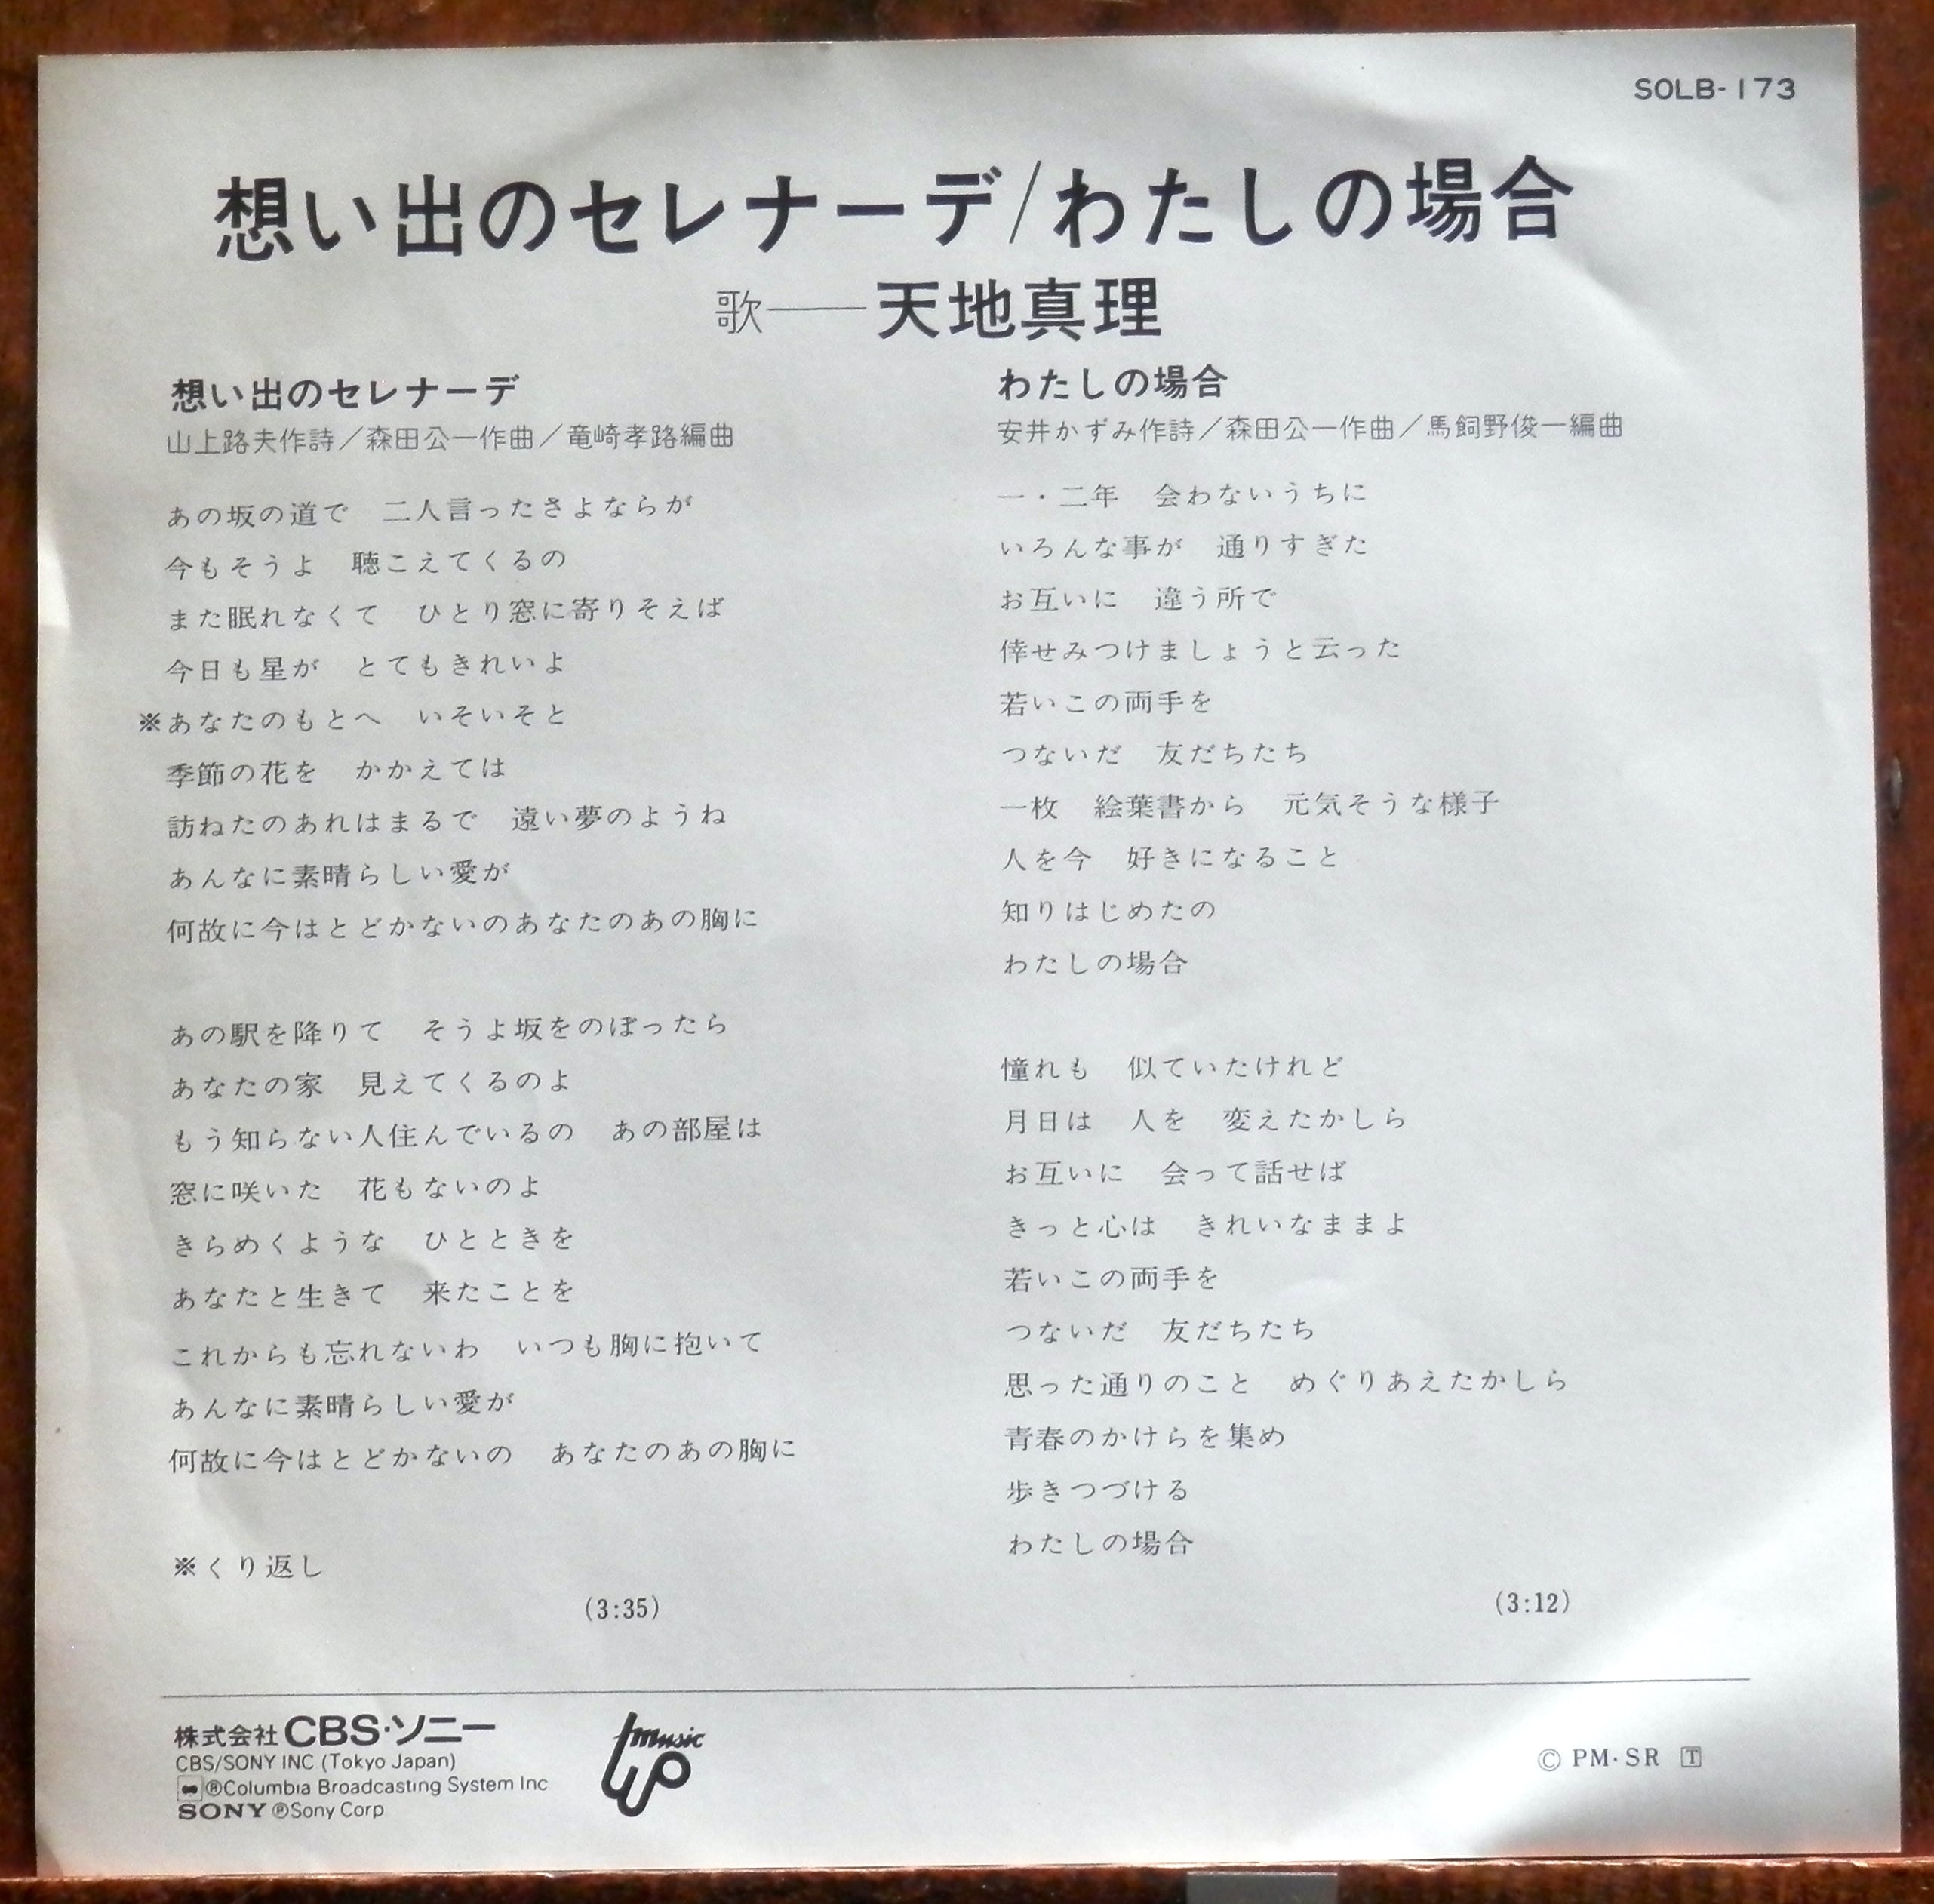 SOLB-173
想い出のセレナーデ/わたしの場合
歌──天地真理
想い出のセレナーデ
山上路夫作詩／森田公一作曲／竜崎孝路編曲
あの坂の道で　二人言ったさよならが
今もそうよ　聴こえてくるの
また眠れなくて　ひとり窓に寄りそえば
今日も星が　とてもきれいよ
※あなたのもとへ　いそいそと
季節の花を　かかえては
訪ねたのあれはまるで　遠い夢のようね
あんなに素晴らしい愛が
何故に今はとどかないのあなたのあの胸に
あの駅を降りて　そうよ坂をのぼったら
あなたの家　見えてくるのよ
もう知らない人住んでいるの　あの部屋は
窓に咲いた　花もないのよ
きらめくような　ひとときを
あなたと生きて　来たことを
これからも忘れないわ　いつも胸に抱いて
あんなに素晴らしい愛が
何故に今はとどかないの　あなたのあの胸に
※くり返し
(3:35)
わたしの場合
安井かずみ作詩／森田公一作曲／馬飼野俊一編曲
一・二年　会わないうちに
いろんな事が　通りすぎた
お互いに　違う所で
倖せみつけましょうと云った
若いこの両手を
つないだ　友だちたち
一枚　絵葉書から　元気そうな様子
人を今　好きになること
知りはじめたの
わたしの場合
憧れも　似ていたけれど
月日は　人を　変えたかしら
お互いに　会って話せば
きっと心は　きれいなままよ
若いこの両手を
つないだ　友だちたち
思った通りのこと　めぐりあえたかしら
青春のかけらを集め
歩きつづける
わたしの場合
(3:12)
株式会社 CBS・ソニー
CBS/SONY INC (Tokyo Japan)
®Columbia Broadcasting System Inc
SONY ®Sony Corp
music up
© PM・SR T